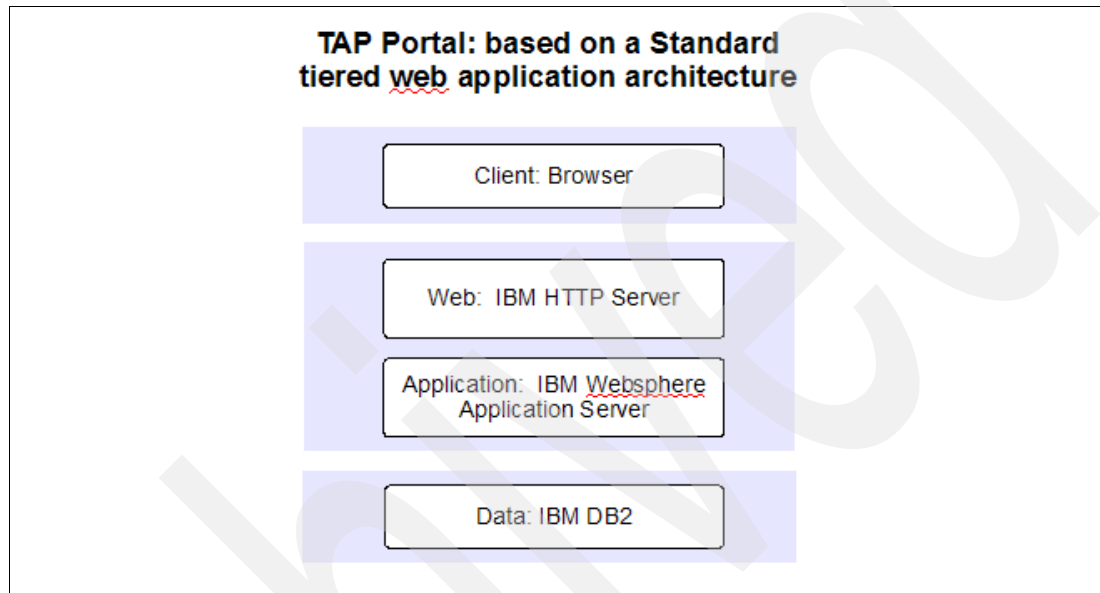 TAP Portal: based on a Standard
tiered web application architecture
Client: Browser
Web: IBM HTTP Server
Application: IBM Websphere
Application Server
Data: IBM DB2